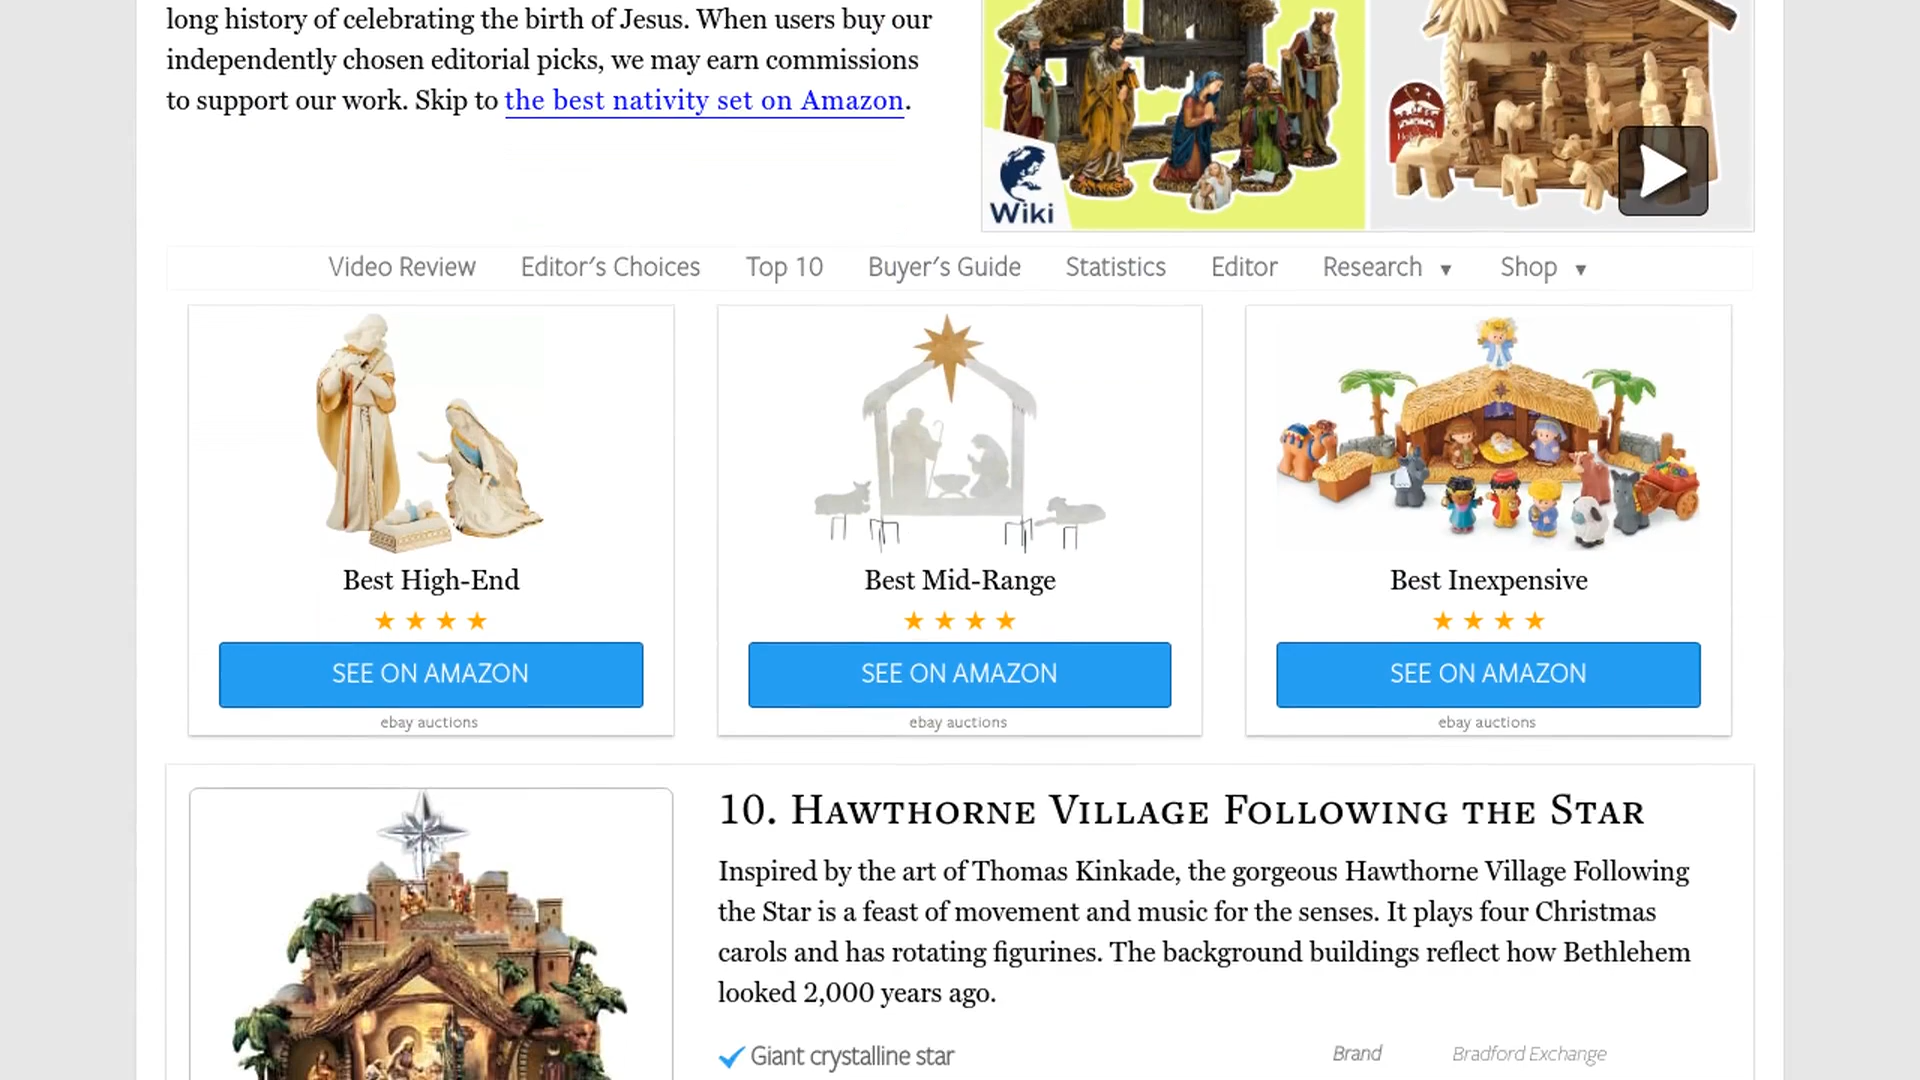 long history of celebrating the birth of Jesus. When users buy our
independently chosen editorial picks, we may earn commissions
to support our work. Skip to the best nativity set on Amazon.
Wiki
Video Review Editor's Choices Top 10 Buyer's Guide Statistics Editor Research ▼ Shop ▼
Best High-End
★ ★ ★ ★
SEE ON AMAZON
ebay auctions
Best Mid-Range
★ ★ ★ ★
SEE ON AMAZON
ebay auctions
Best Inexpensive
★ ★ ★ ★
SEE ON AMAZON
ebay auctions
10. Hawthorne Village Following the Star
Inspired by the art of Thomas Kinkade, the gorgeous Hawthorne Village Following
the Star is a feast of movement and music for the senses. It plays four Christmas
carols and has rotating figurines. The background buildings reflect how Bethlehem
looked 2,000 years ago.
Giant crystalline star
Brand Bradford Exchange